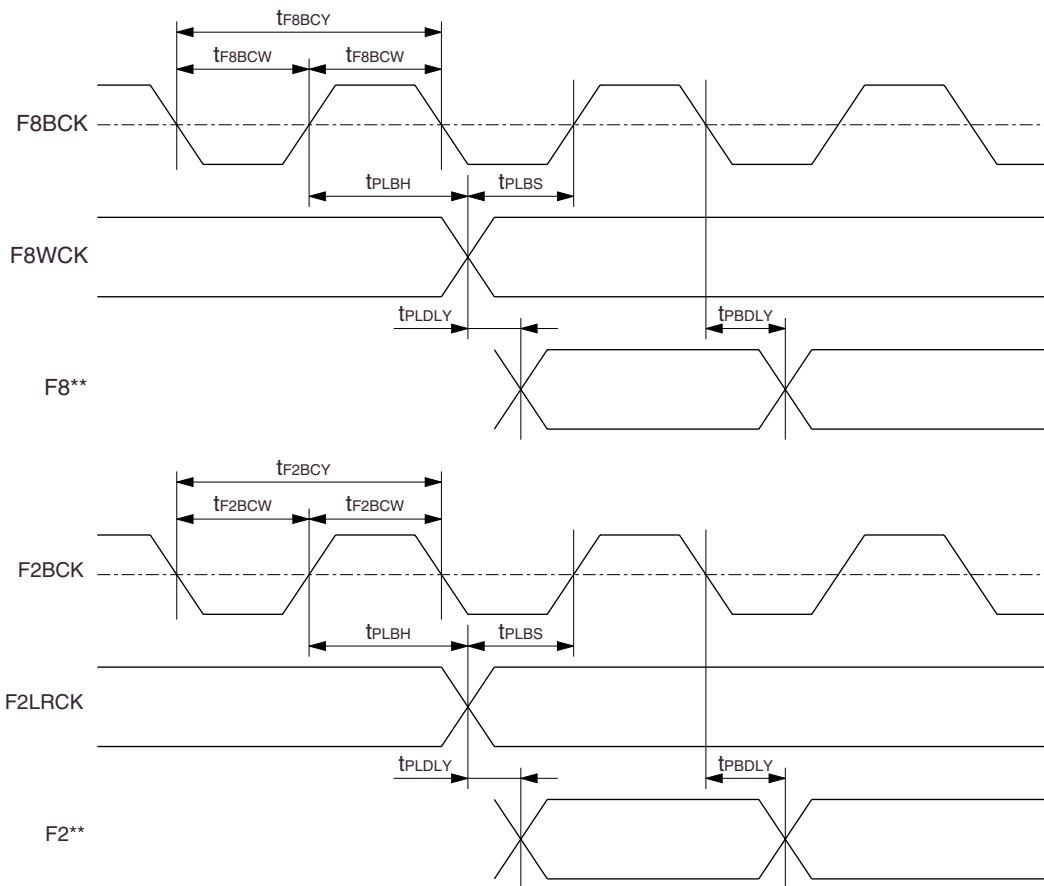 tF8BCY
tF8BCW tF8BCW
F8BCK
tPLBH tPLBS
F8WCK
tPLDLY tPBDLY
F8**
tF2BCY
tF2BCW tF2BCW
F2BCK
tPLBH tPLBS
F2LRCK
tPLDLY tPBDLY
F2**